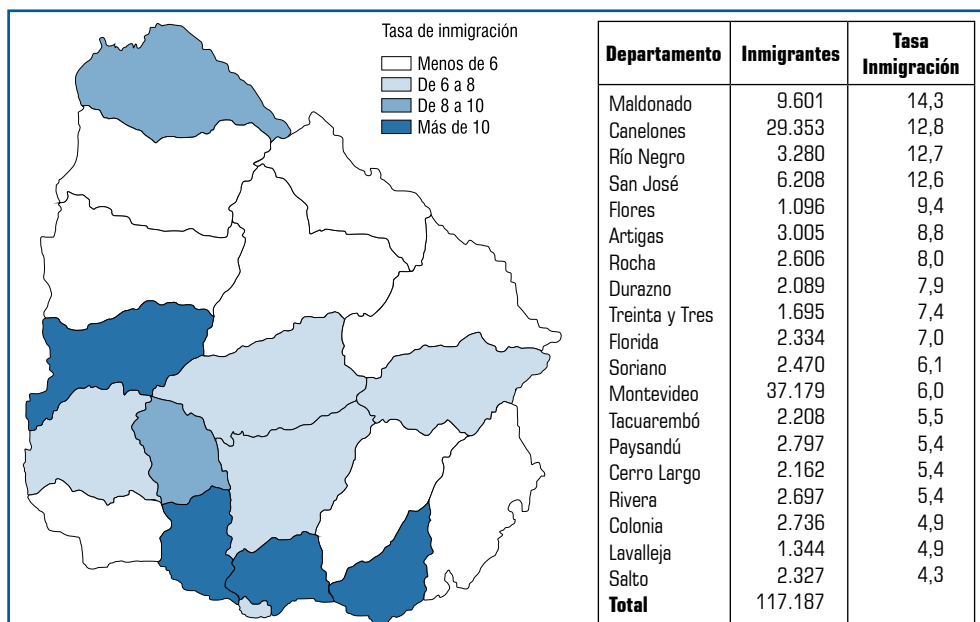 Tasa de inmigración
Menos de 6
De 6 a 8
De 8 a 10
Más de 10
Departamento Inmigrantes Tasa Inmigración
Maldonado 9.601 14,3
Canelones 29.353 12,8
Río Negro 3.280 12,7
San José 6.208 12,6
Flores 1.096 9,4
Artigas 3.005 8,8
Rocha 2.606 8,0
Durazno 2.089 7,9
Treinta y Tres 1.695 7,4
Florida 2.334 7,0
Soriano 2.470 6,1
Montevideo 37.179 6,0
Tacuarembó 2.208 5,5
Paysandú 2.797 5,4
Cerro Largo 2.162 5,4
Rivera 2.697 5,4
Colonia 2.736 4,9
Lavalleja 1.344 4,9
Salto 2.327 4,3
Total 117.187